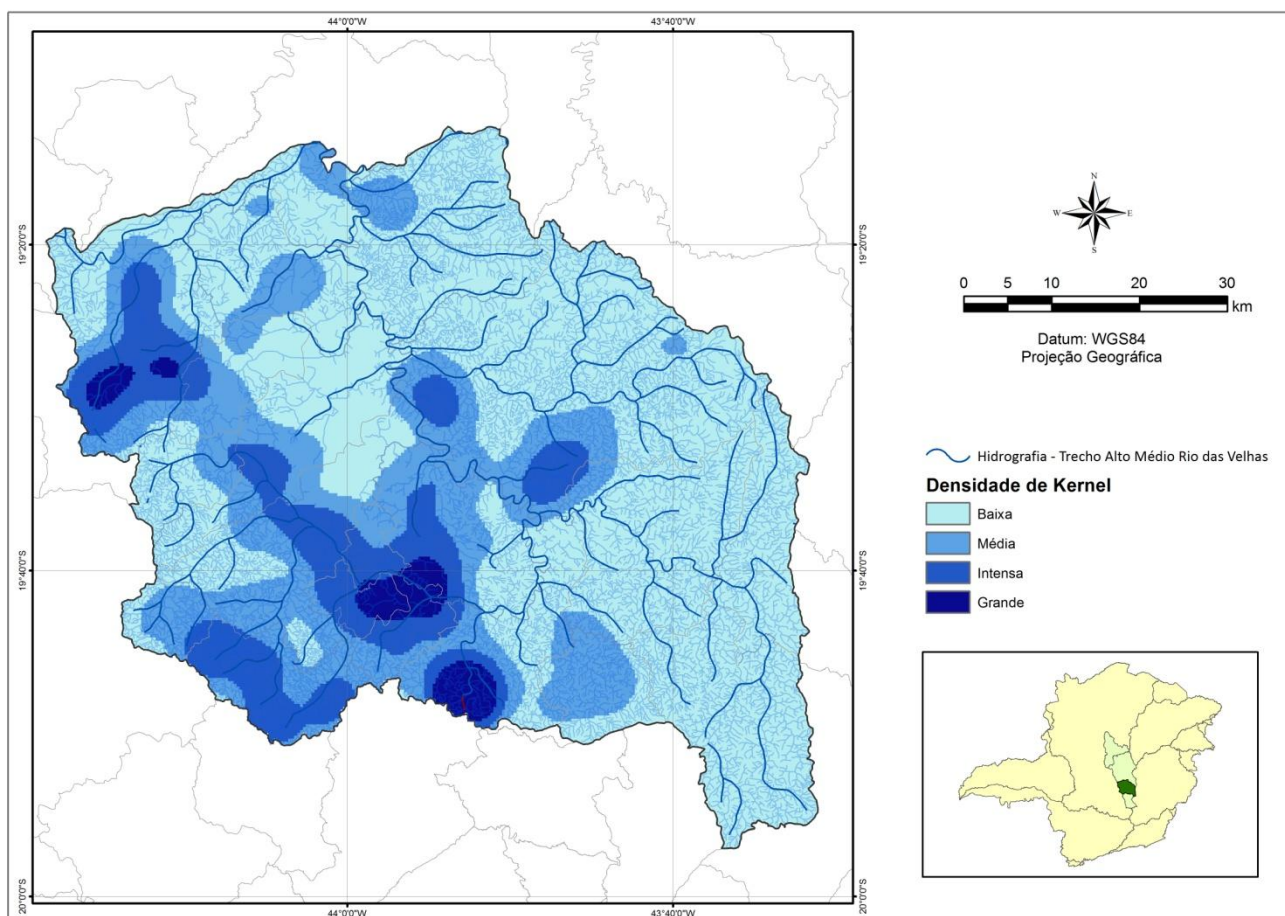 44°0'0"W
43°40'0"W
19°20'0"S
19°20'0"S
19°40'0"S
19°40'0"S
20°0'0"S
20°0'0"S
44°0'0"W
43°40'0"W
N
W
E
S
0 5 10 20 30
km
Datum: WGS84
Projeção Geográfica
Hidrografia - Trecho Alto Médio Rio das Velhas
Densidade de Kernel
Baixa
Média
Intensa
Grande